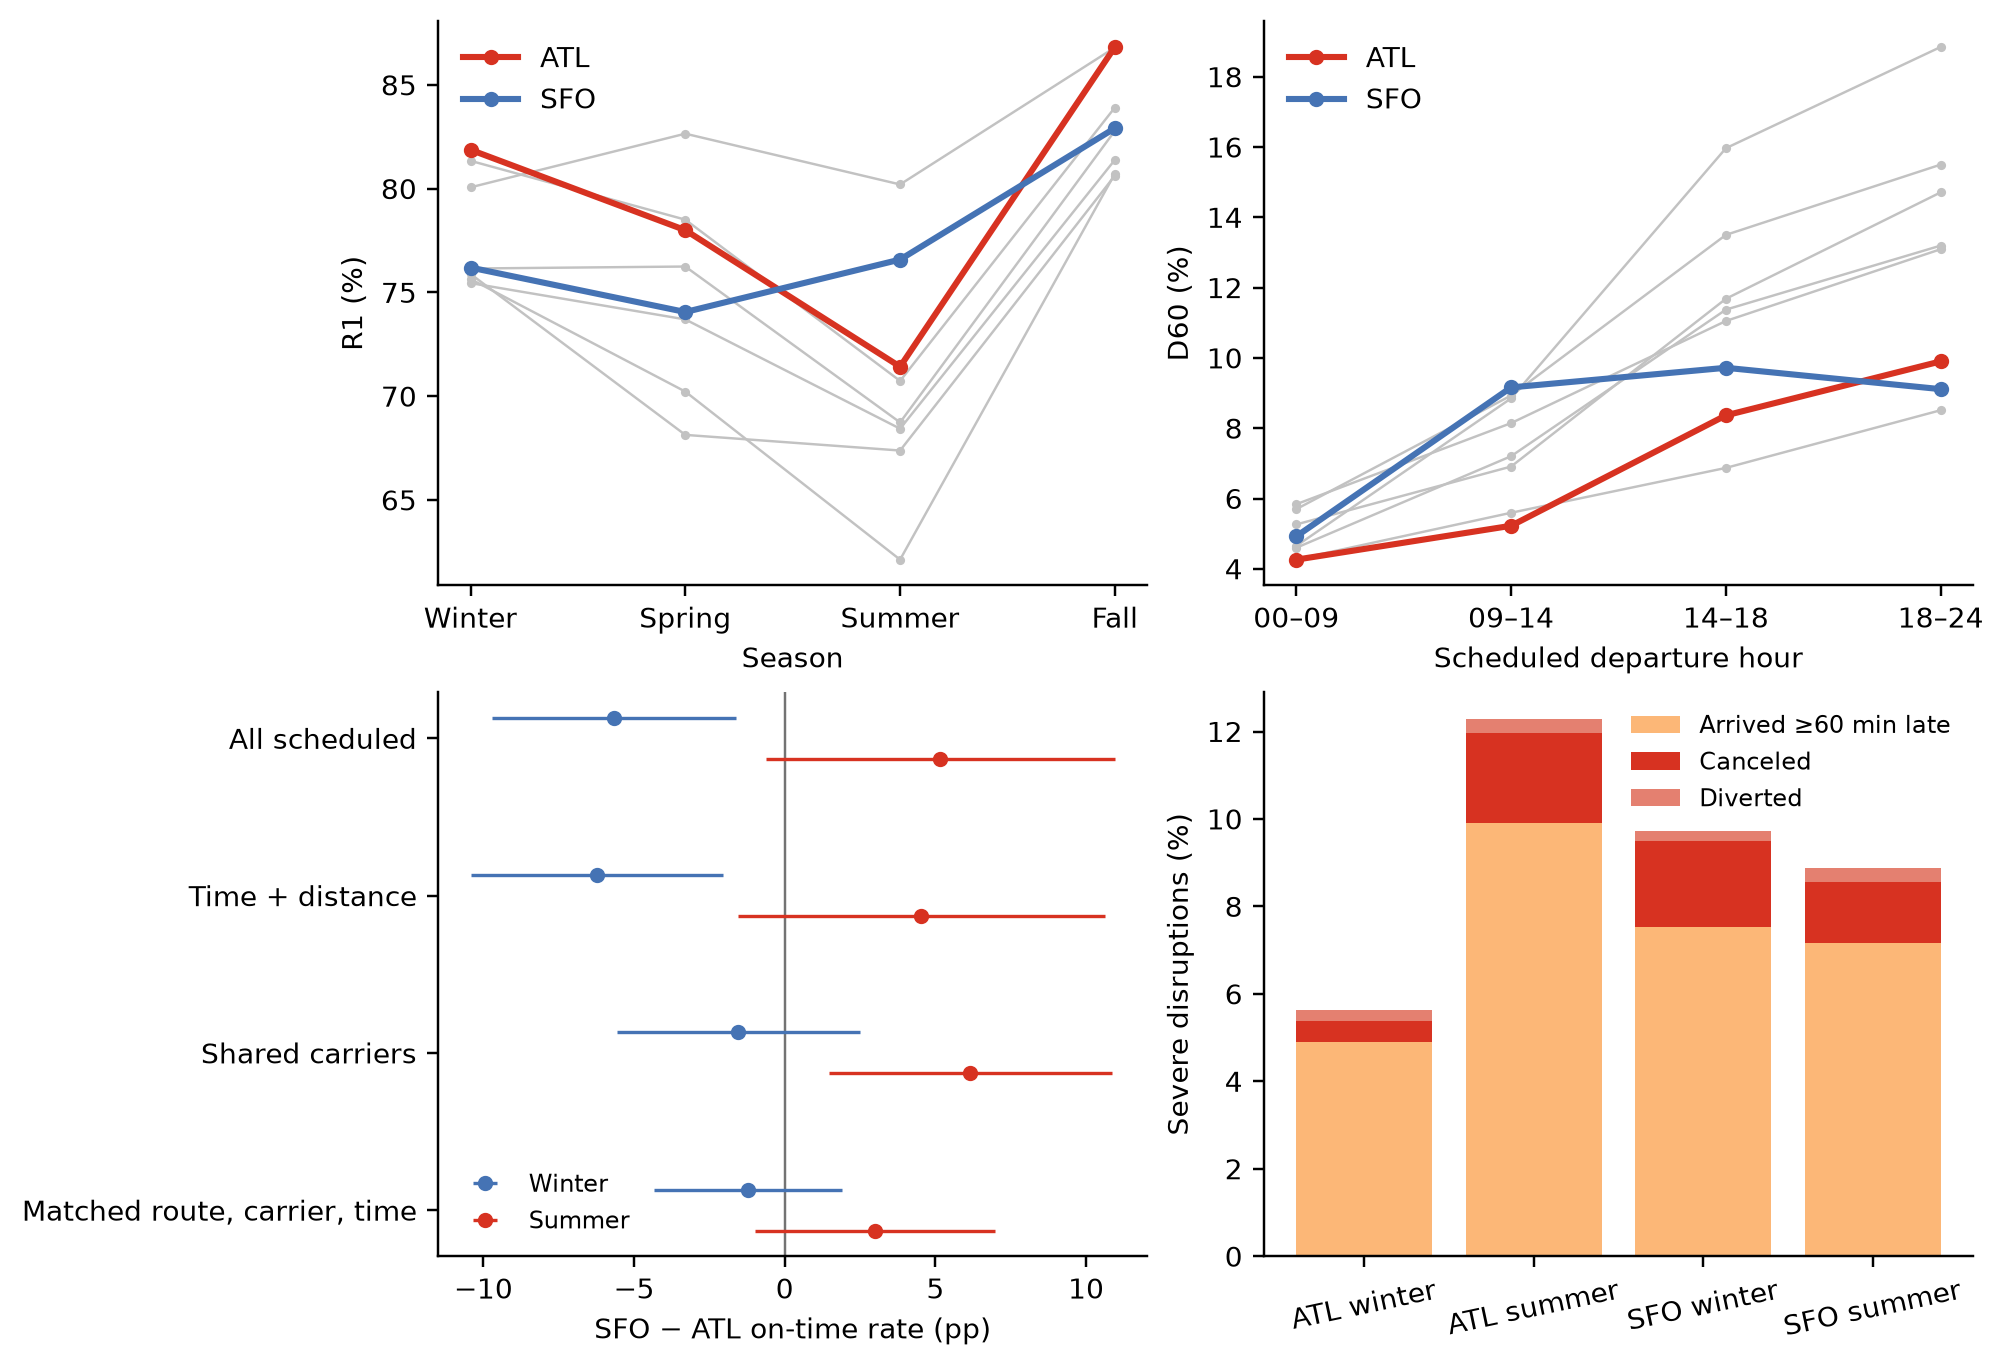 ATL
SFO
85
80
75
70
65
R1 (%)
Winter
Spring
Summer
Fall
Season
ATL
SFO
18
16
14
12
10
8
6
4
D60 (%)
00–09
09–14
14–18
18–24
Scheduled departure hour
All scheduled
Time + distance
Shared carriers
Matched route, carrier, time
Winter
Summer
−10
−5
0
5
10
SFO − ATL on-time rate (pp)
Arrived ≥60 min late
Canceled
Diverted
12
10
8
6
4
2
0
Severe disruptions (%)
ATL winter
ATL summer
SFO winter
SFO summer